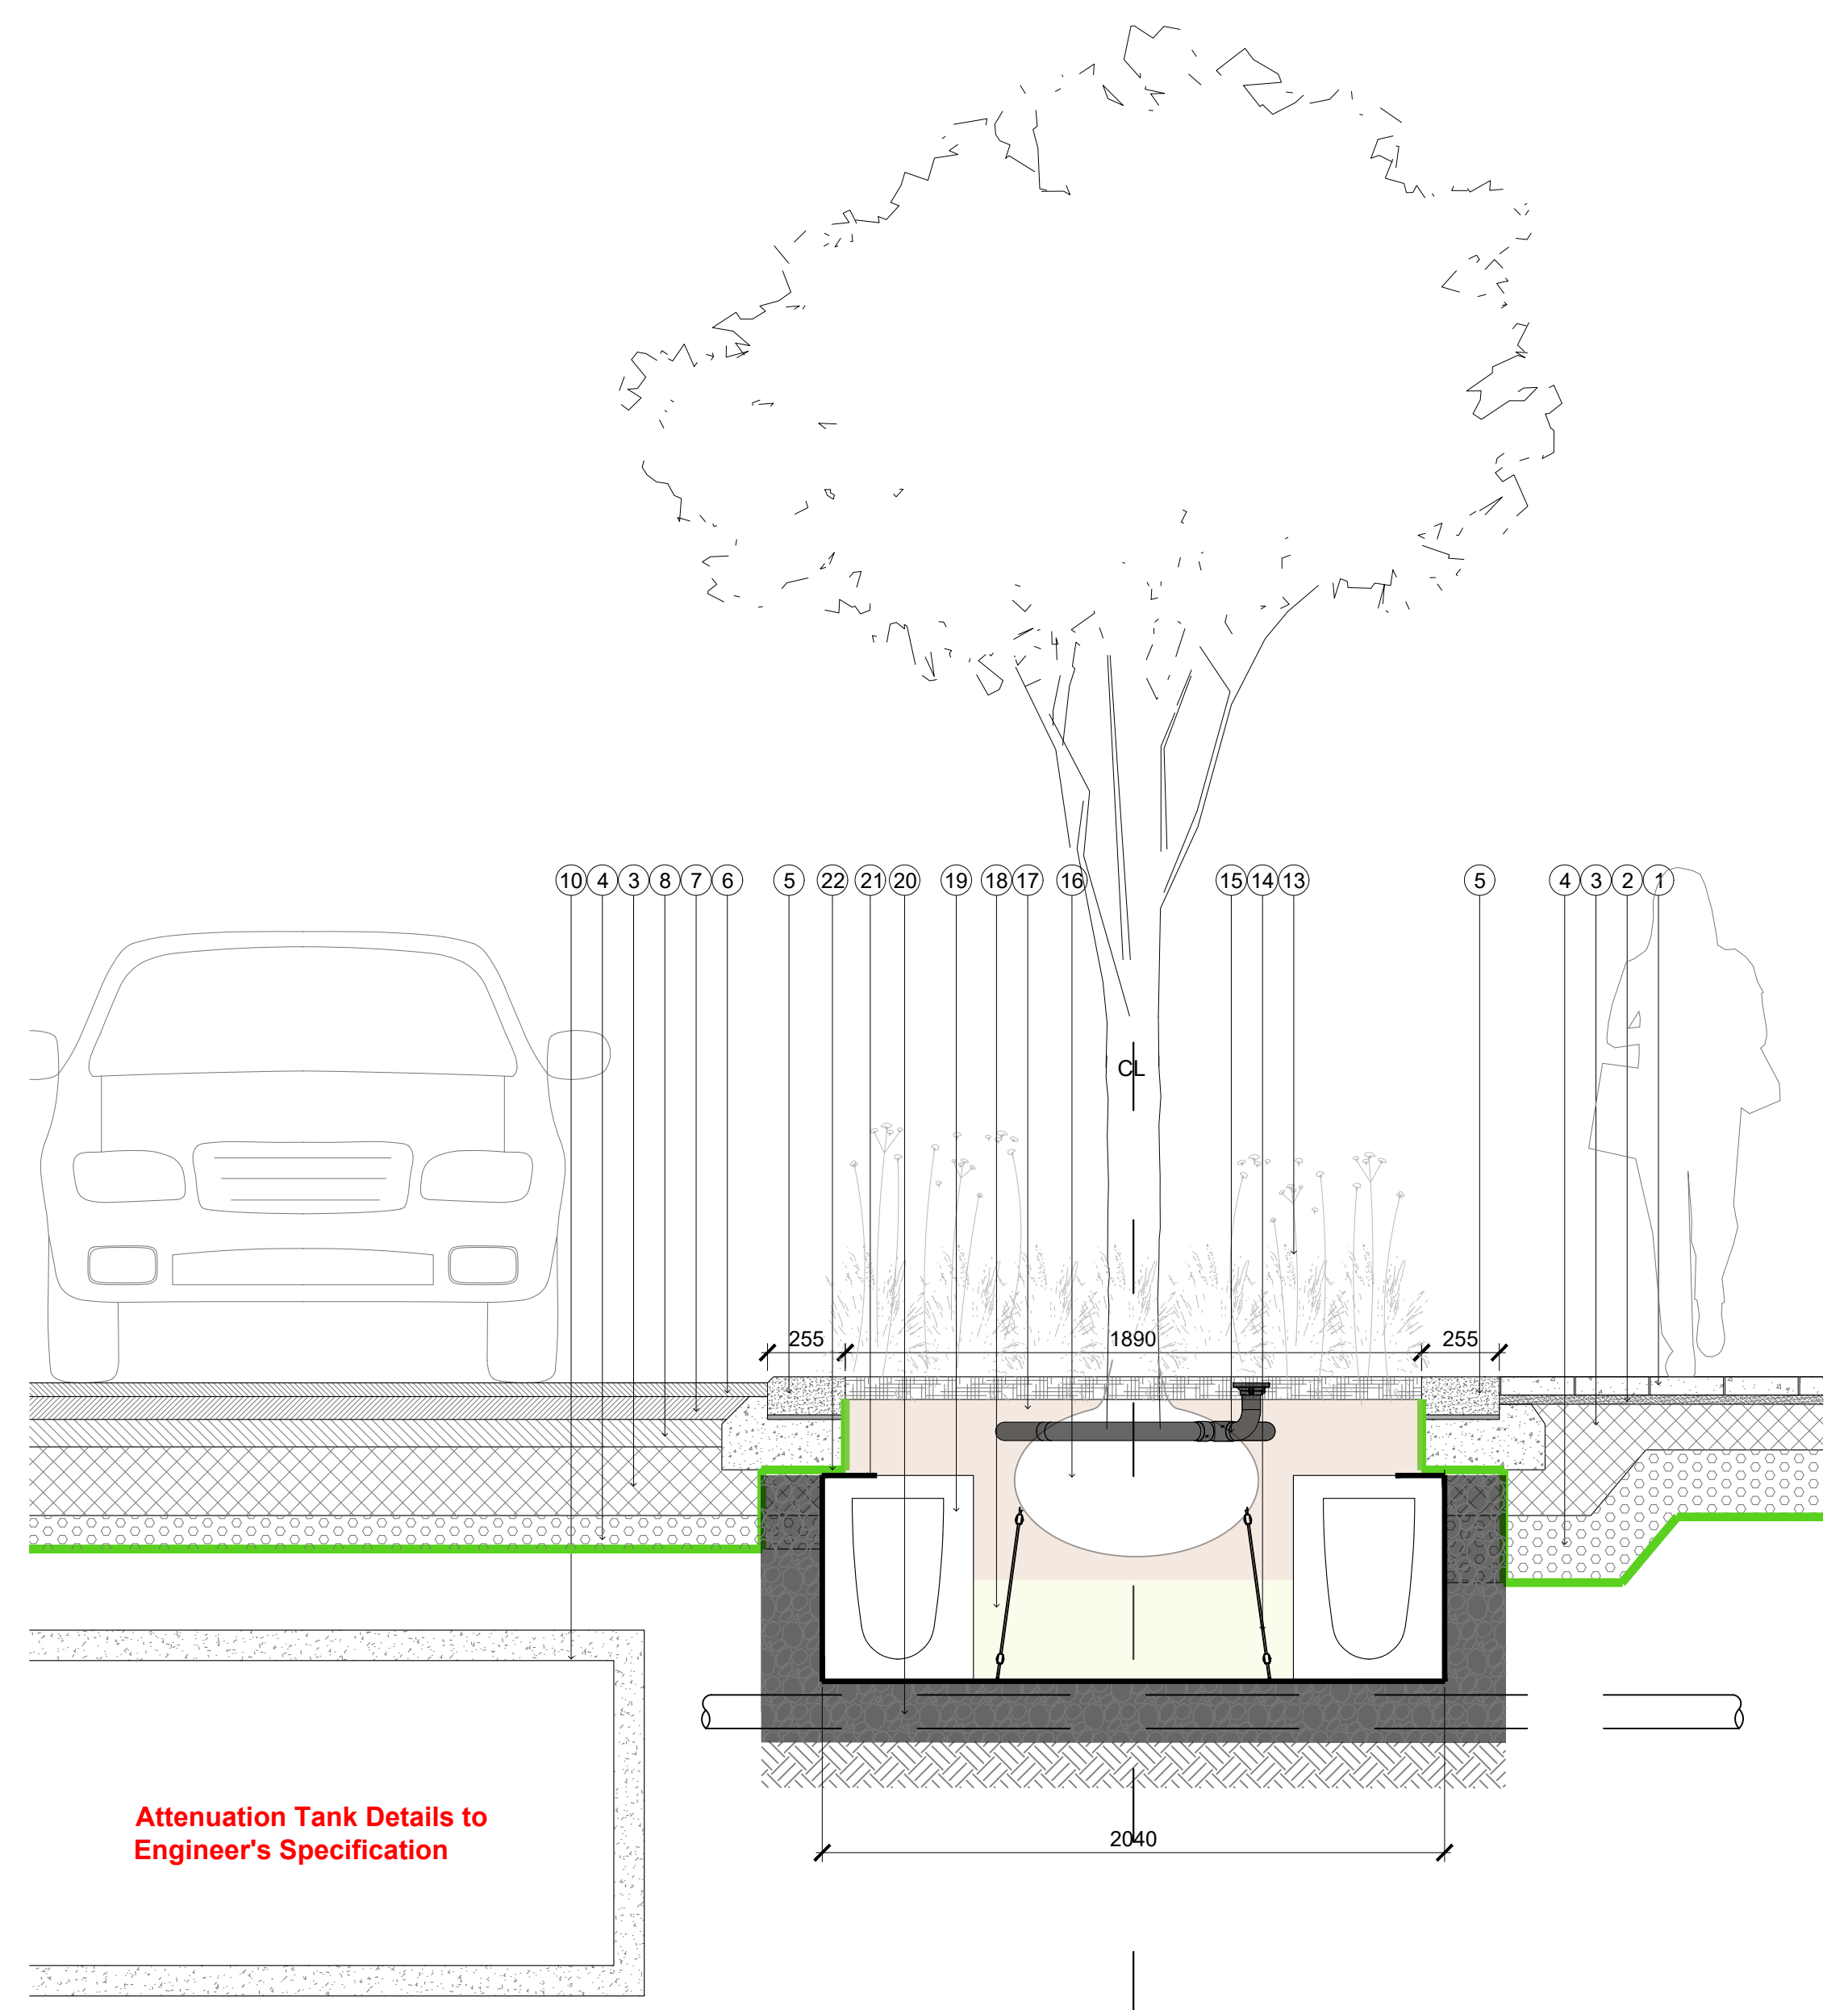 10 4 3 8 7 6 5 22 21 20 19 18 17 16 15 14 13 5 4 3 2 1
CL
255 1890 255
Attenuation Tank Details to
Engineer's Specification
2040